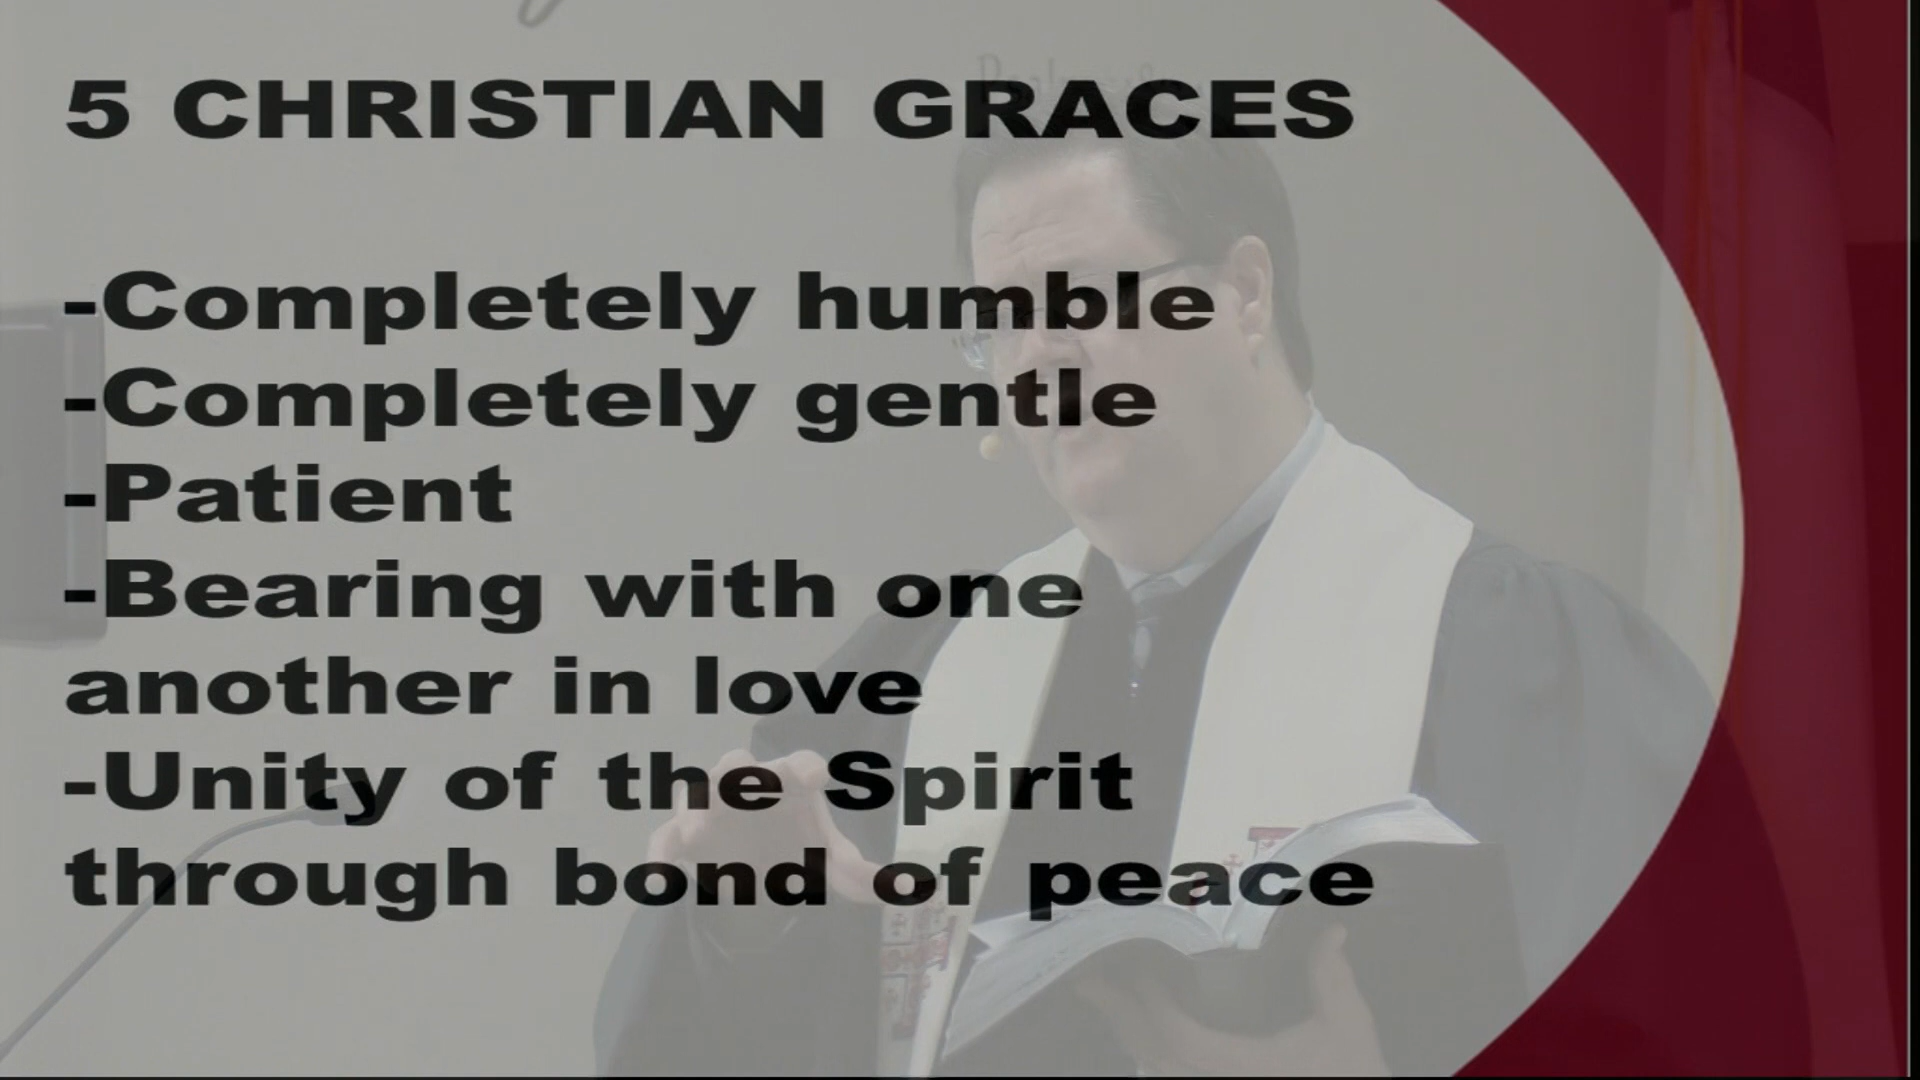 5 CHRISTIAN GRACES
-Completely humble
-Completely gentle
-Patient
-Bearing with one
another in love
-Unity of the Spirit
through bond of peace